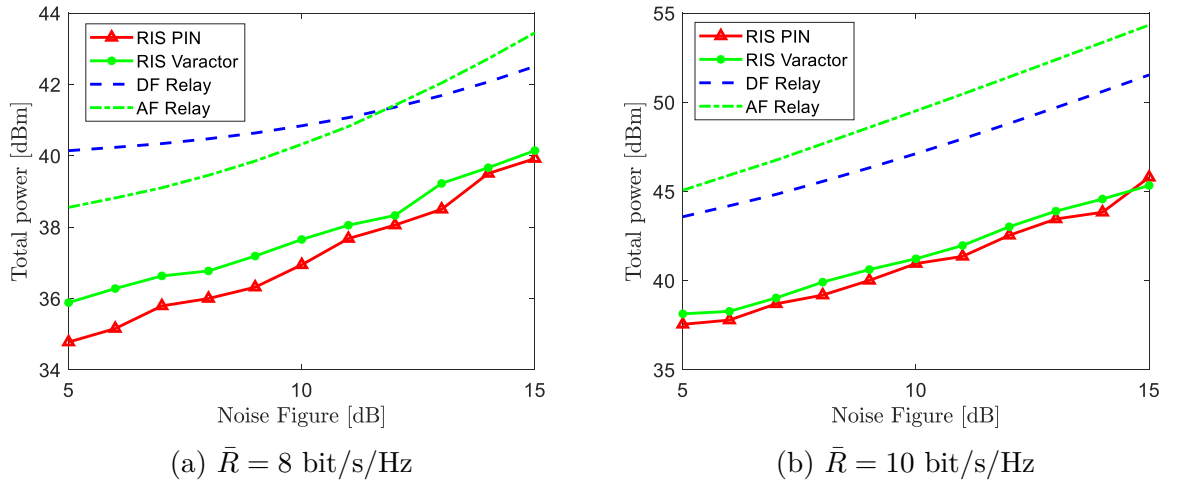 44
42
40
38
36
34
Total power [dBm]
RIS PIN
RIS Varactor
DF Relay
AF Relay
5
10
15
Noise Figure [dB]
(a) R̄ = 8 bit/s/Hz
55
50
45
40
35
Total power [dBm]
RIS PIN
RIS Varactor
DF Relay
AF Relay
5
10
15
Noise Figure [dB]
(b) R̄ = 10 bit/s/Hz